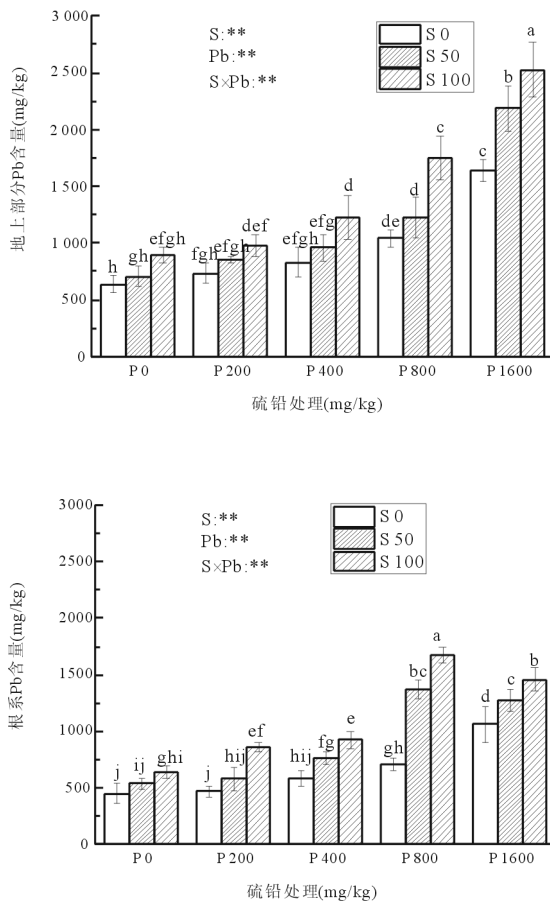 3 000
2 500
2 000
1 500
1 000
500
0
地上部分Pb含量(mg/kg)
S:**
Pb:**
S×Pb:**
S 0
S 50
S 100
h gh efgh
fgh efgh def
efgh efg d
de d c
c b a
P 0 P 200 P 400 P 800 P 1600
硫铅处理(mg/kg)
3000
2500
2000
1500
1000
500
0
根系Pb含量(mg/kg)
S:**
Pb:**
S×Pb:**
S 0
S 50
S 100
j ij ghi
j hij ef
hij fg e
gh bc a
d c b
P 0 P 200 P 400 P 800 P 1600
硫铅处理(mg/kg)